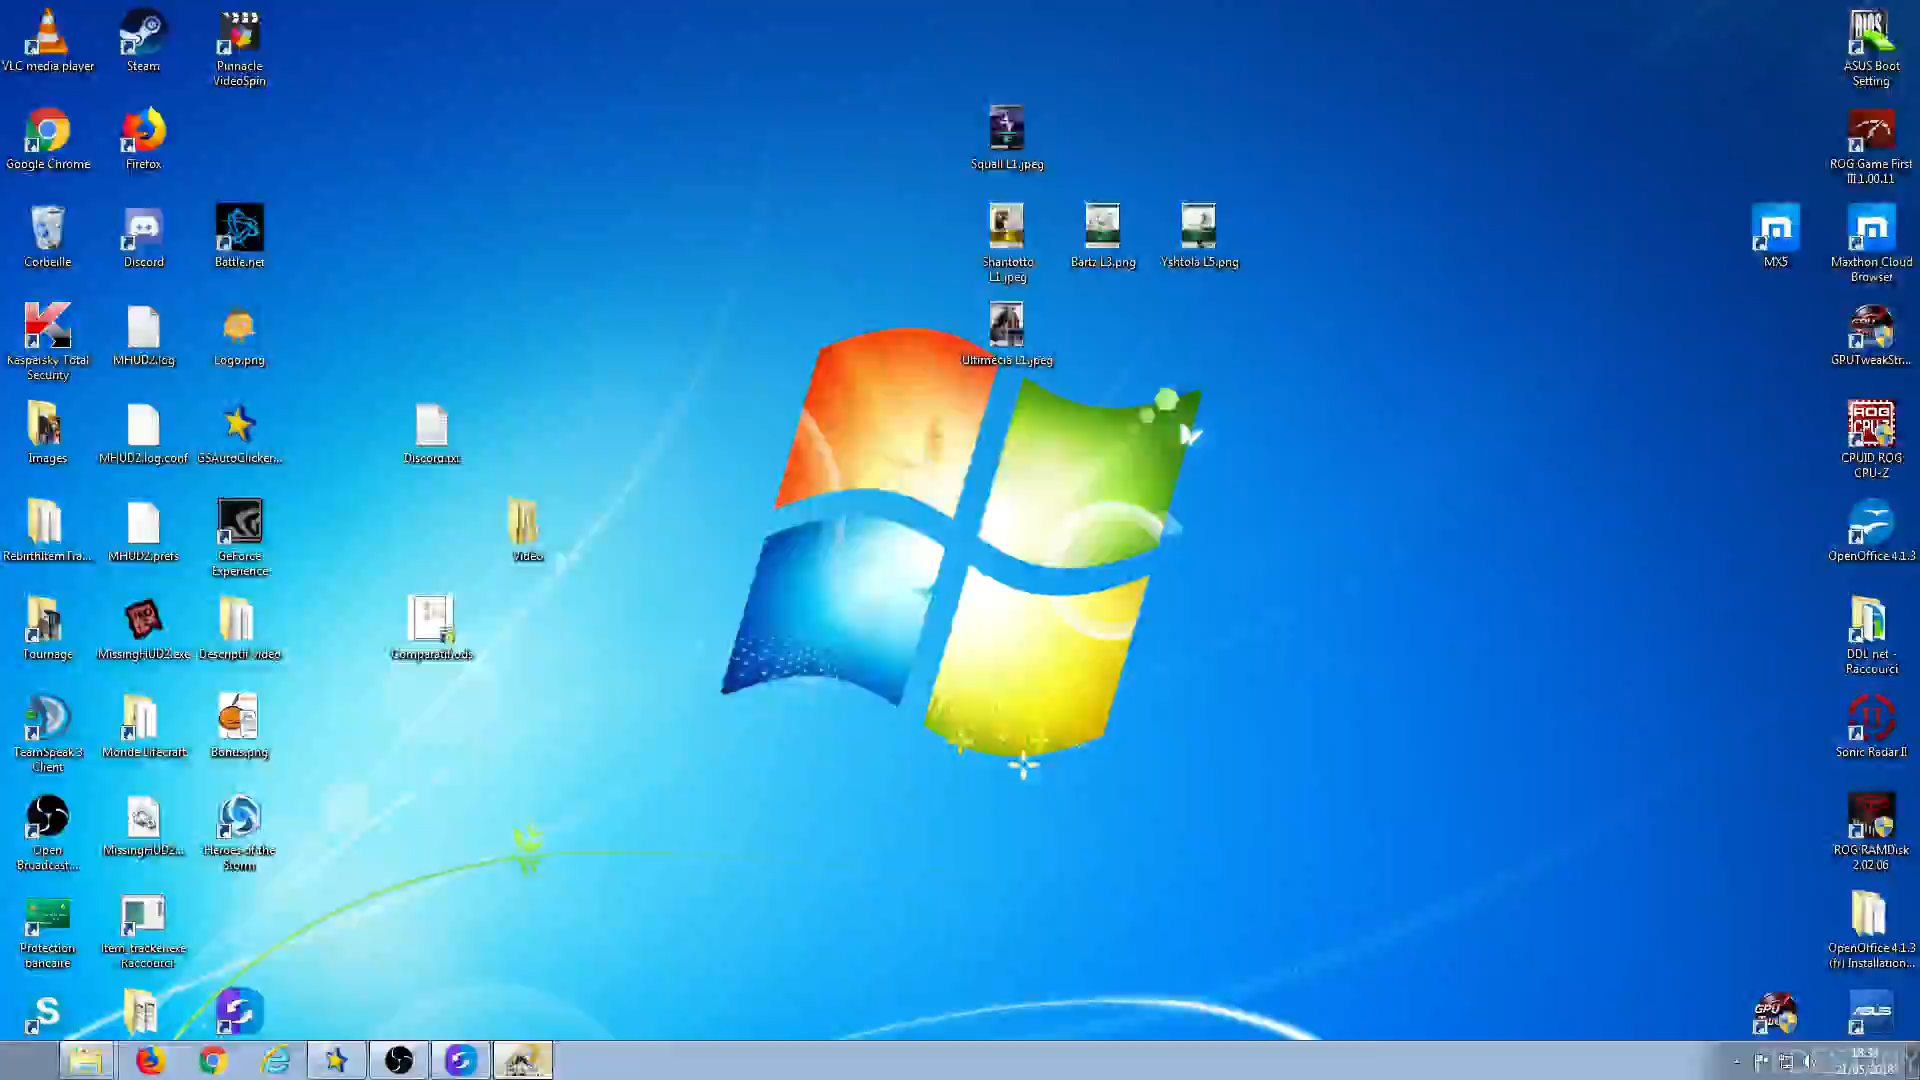 VLC media player
Steam
Pinnacle
VideoSpin
ASUS Boot
Setting
Google Chrome
Firefox
Squall L1.jpeg
ROG Game First
III 1.00.11
Corbeille
Discord
Battle.net
Shantotto
L1.jpeg
Bartz L3.png
Yshtola L5.png
MX5
Maxthon Cloud
Browser
Kaspersky Total
Security
MHUD2.log
Logo.png
Ultimecia L1.jpeg
GPUTweakStr...
Images
MHUD2.log.conf
GSAutoClicker...
Discord.txt
CPUID ROG
CPU-Z
RebirthItemTra...
MHUD2.prefs
GeForce
Experience
Video
OpenOffice 4.1.3
Tournage
MissingHUD2.exe
Descriptif video
Comparatif.ods
DDL net -
Raccourci
TeamSpeak 3
Client
Monde Lifecraft
Bonus.png
Sonic Radar II
Open
Broadcast...
MissingHUD2...
Heroes of the
Storm
ROG RAMDisk
2.02.06
Protection
bancaire
Item_tracker.exe
Raccourci
OpenOffice 4.1.3
(fr) Installation...
ASUS
21/05/2018